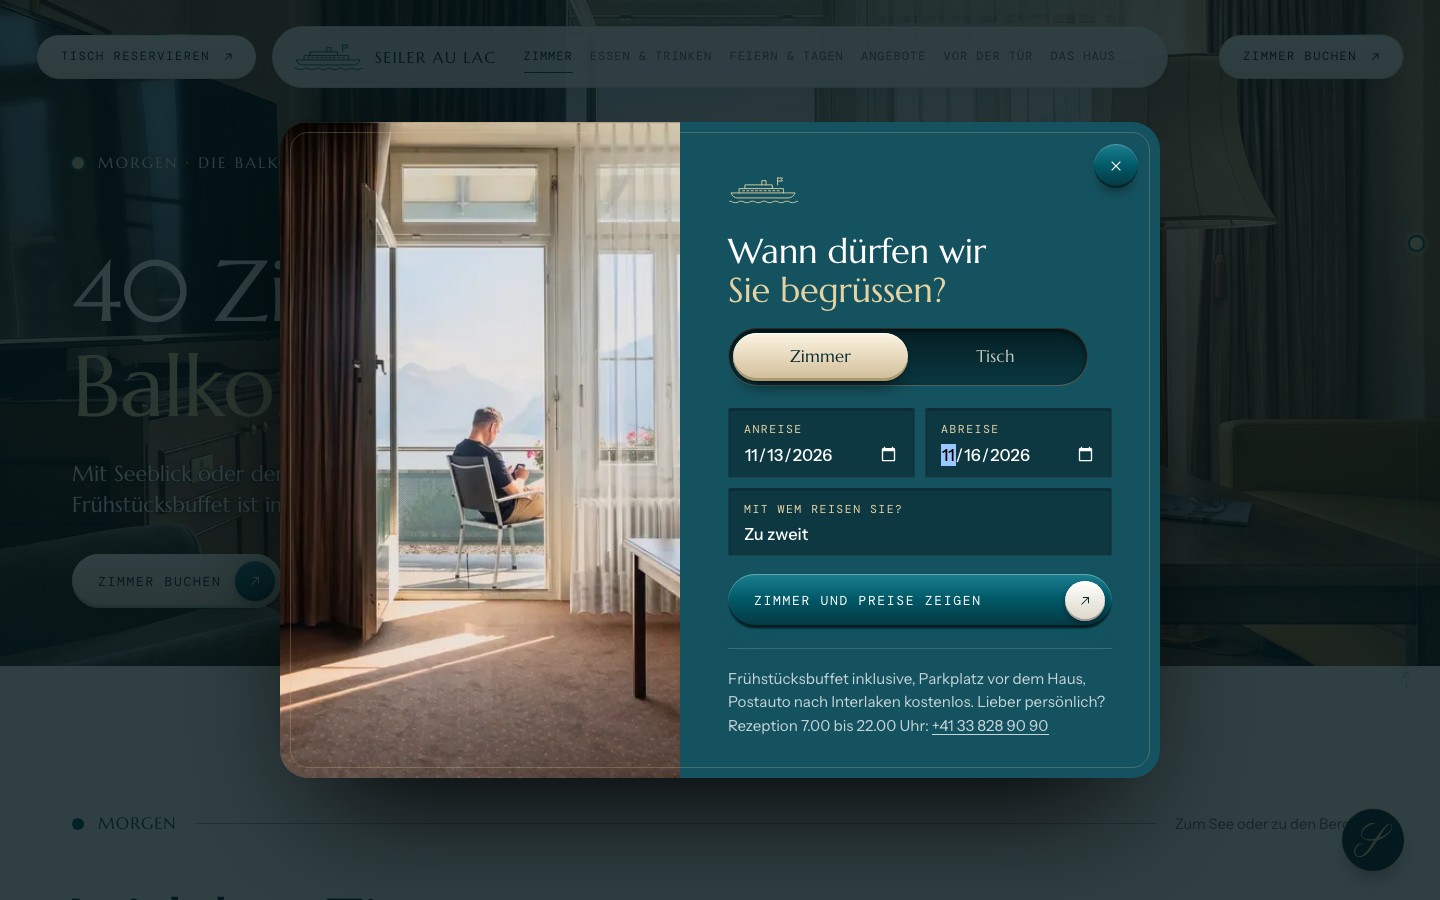 TISCH RESERVIEREN
SEILER AU LAC
ZIMMER
ESSEN & TRINKEN
FEIERN & TAGEN
ANGEBOTE
VOR DER TÜR
DAS HAUS
ZIMMER BUCHEN
MORGEN · DIE BALK
40 Zi
Balko
Mit Seeblick oder der
Frühstücksbuffet ist in
ZIMMER BUCHEN
Wann dürfen wir
Sie begrüssen?
Zimmer
Tisch
ANREISE
11/13/2026
ABREISE
11/16/2026
MIT WEM REISEN SIE?
Zu zweit
ZIMMER UND PREISE ZEIGEN
Frühstücksbuffet inklusive, Parkplatz vor dem Haus,
Postauto nach Interlaken kostenlos. Lieber persönlich?
Rezeption 7.00 bis 22.00 Uhr: +41 33 828 90 90
MORGEN
Zum See oder zu den Berg
S